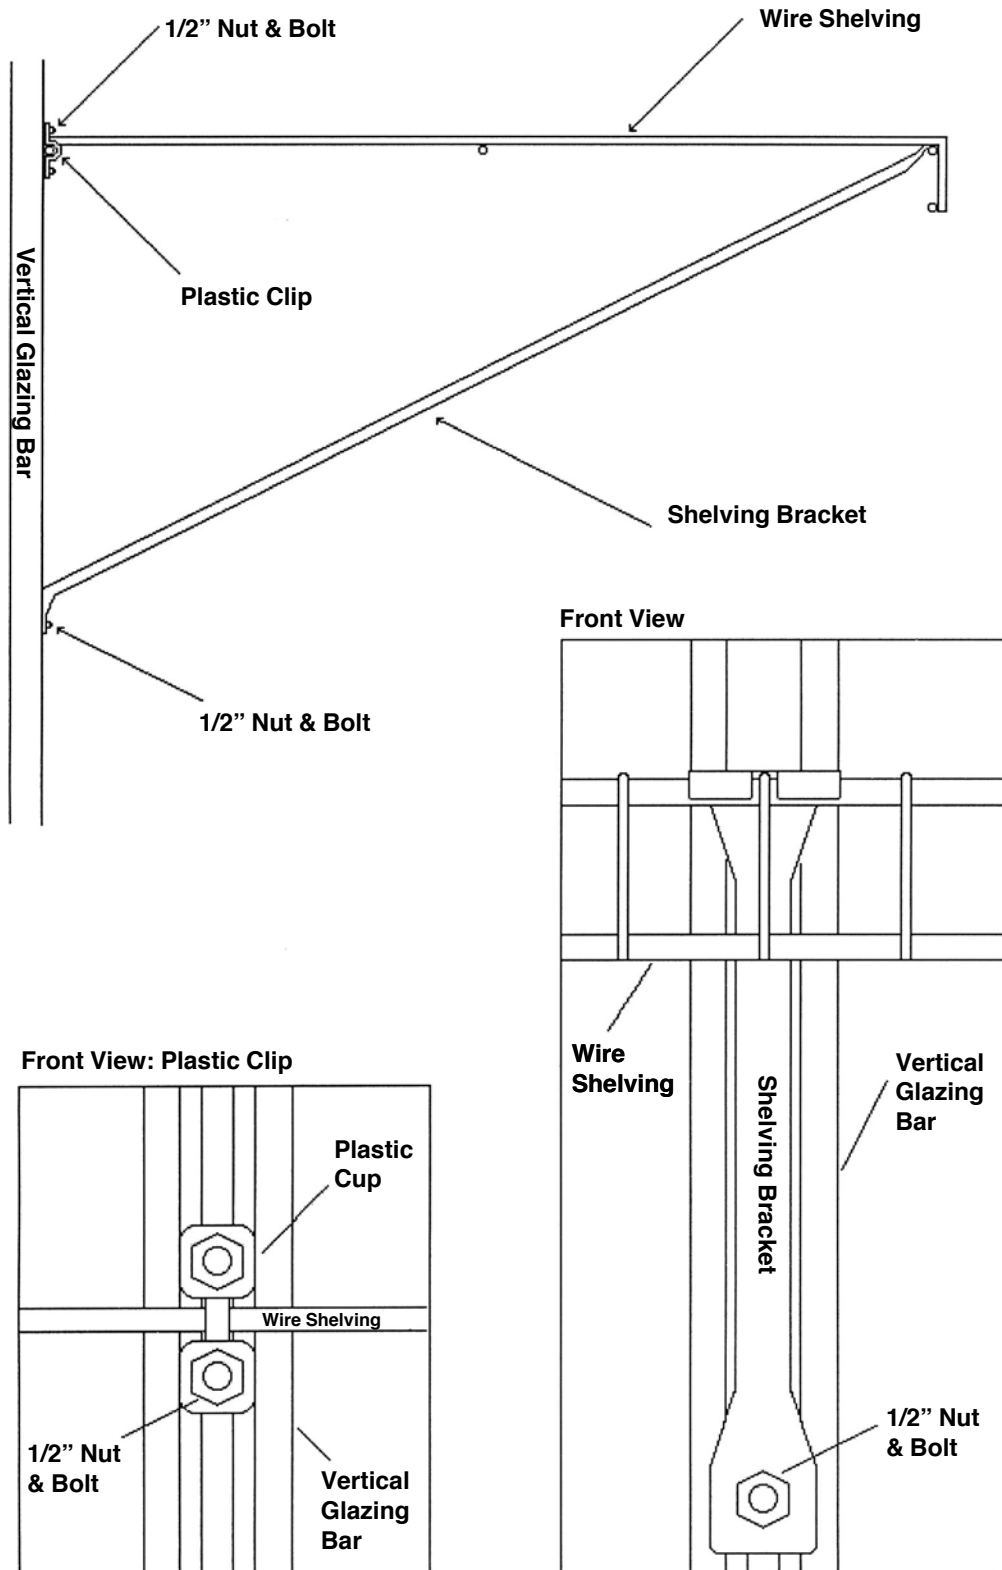 1/2” Nut & Bolt
Wire Shelving
Vertical Glazing Bar
Plastic Clip
Shelving Bracket
1/2” Nut & Bolt
Front View
Wire
Shelving
Vertical
Glazing
Bar
Shelving Bracket
1/2” Nut
& Bolt
Front View: Plastic Clip
Plastic
Cup
Wire Shelving
1/2” Nut
& Bolt
Vertical
Glazing
Bar